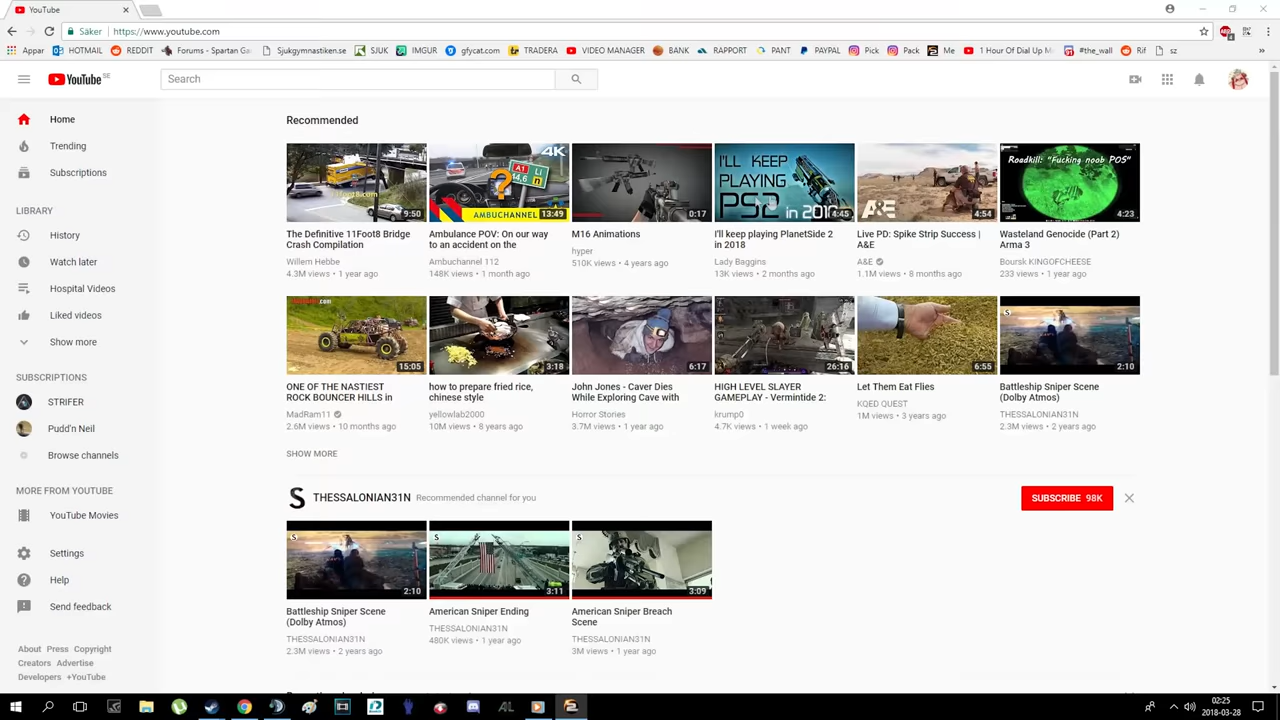 YouTube
Säker https://www.youtube.com
Appar HOTMAIL REDDIT Forums - Spartan Ga Sjukgymnastiken.se SJUK IMGUR gfycat.com TRADERA VIDEO MANAGER BANK RAPPORT PANT PAYPAL Pick Pack Me 1 Hour Of Dial Up M #the_wall Rif sz »
YouTube SE
Search
Home
Trending
Subscriptions
LIBRARY
History
Watch later
Hospital Videos
Liked videos
Show more
SUBSCRIPTIONS
STRIFER
Pudd'n Neil
Browse channels
MORE FROM YOUTUBE
YouTube Movies
Settings
Help
Send feedback
About Press Copyright
Creators Advertise
Developers +YouTube
Recommended
11foot8.com
9:50
4K
A1
?
AMBUCHANNEL
13:49
0:17
I'LL KEEP
PLAYING
PS2
in 2018
4:45
A&E
4:54
Roadkill: "Fucking noob POS"
4:23
The Definitive 11Foot8 Bridge
Crash Compilation
Willem Hebbe
4.3M views • 1 year ago
Ambulance POV: On our way
to an accident on the
Ambuchannel 112
148K views • 1 month ago
M16 Animations
hyper
510K views • 4 years ago
I'll keep playing PlanetSide 2
in 2018
Lady Baggins
13K views • 2 months ago
Live PD: Spike Strip Success |
A&E
A&E
1.1M views • 8 months ago
Wasteland Genocide (Part 2)
Arma 3
Boursk KINGOFCHEESE
233 views • 1 year ago
15:05
3:18
6:17
26:16
6:55
2:10
ONE OF THE NASTIEST
ROCK BOUNCER HILLS in
MadRam11
2.6M views • 10 months ago
how to prepare fried rice,
chinese style
yellowlab2000
10M views • 8 years ago
John Jones - Caver Dies
While Exploring Cave with
Horror Stories
3.7M views • 1 year ago
HIGH LEVEL SLAYER
GAMEPLAY - Vermintide 2:
krump0
4.7K views • 1 week ago
Let Them Eat Flies
KQED QUEST
1M views • 3 years ago
Battleship Sniper Scene
(Dolby Atmos)
THESSALONIAN31N
2.3M views • 2 years ago
SHOW MORE
S THESSALONIAN31N Recommended channel for you
SUBSCRIBE 98K
S
2:10
S
3:11
S
3:09
Battleship Sniper Scene
(Dolby Atmos)
THESSALONIAN31N
2.3M views • 2 years ago
American Sniper Ending
THESSALONIAN31N
480K views • 1 year ago
American Sniper Breach
Scene
THESSALONIAN31N
3M views • 1 year ago
02:25
2018-03-28